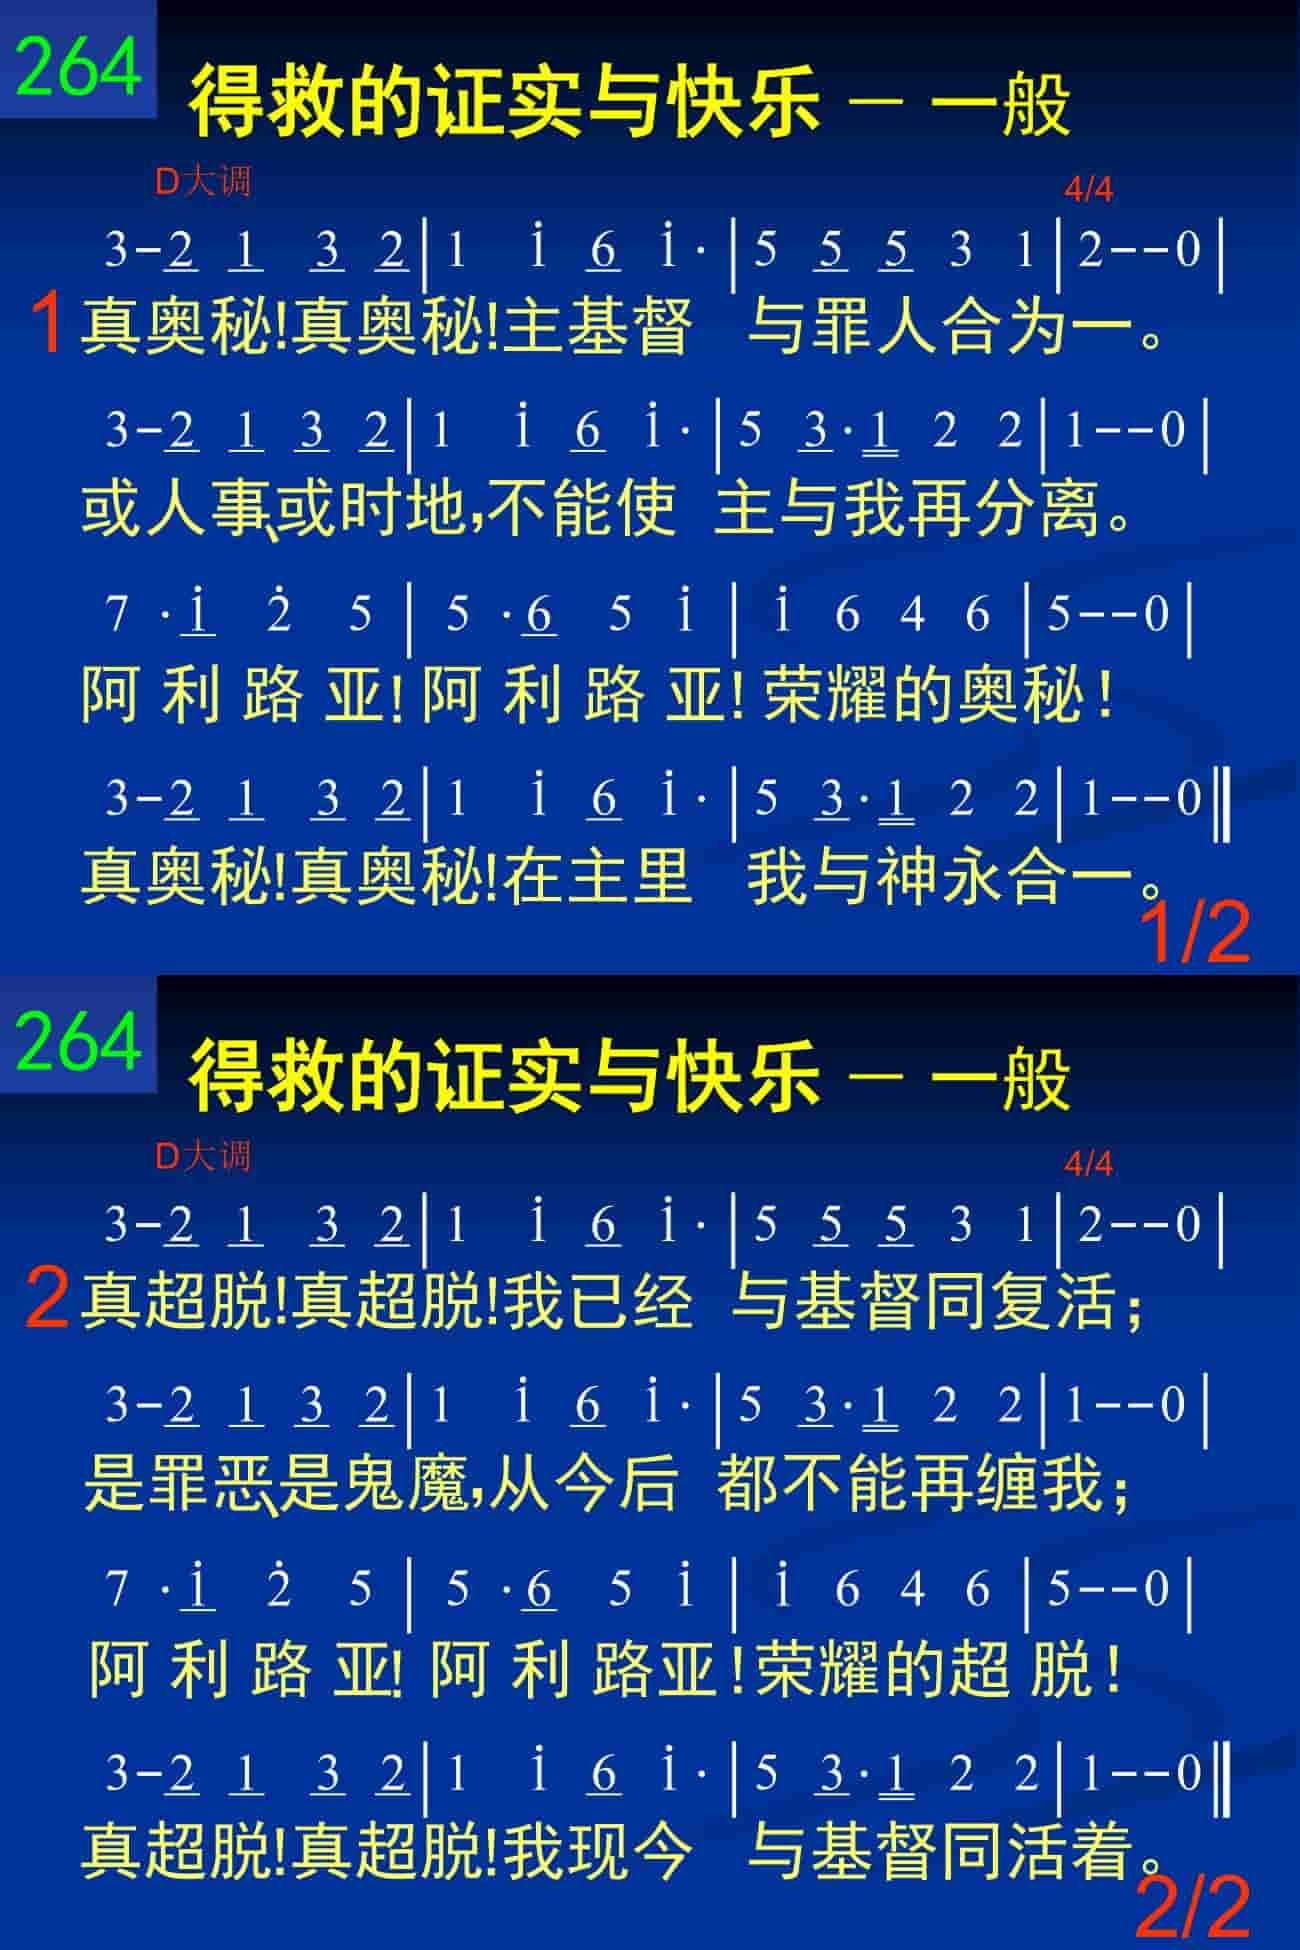 264
得救的证实与快乐 － 一般
D大调 4/4
3-2 1 3 2|1 i 6 i·|5 5 5 3 1|2--0|
1 真奥秘!真奥秘!主基督 与罪人合为一。
3-2 1 3 2|1 i 6 i·|5 3·1 2 2|1--0|
或人事、或时地,不能使 主与我再分离。
7·i 2̇ 5|5·6 5 i|i 6 4 6|5--0|
阿利路亚!阿利路亚!荣耀的奥秘!
3-2 1 3 2|1 i 6 i·|5 3·1 2 2|1--0‖
真奥秘!真奥秘!在主里 我与神永合一。
1/2
264
得救的证实与快乐 － 一般
D大调 4/4
3-2 1 3 2|1 i 6 i·|5 5 5 3 1|2--0|
2 真超脱!真超脱!我已经 与基督同复活;
3-2 1 3 2|1 i 6 i·|5 3·1 2 2|1--0|
是罪恶、是鬼魔,从今后 都不能再缠我;
7·i 2̇ 5|5·6 5 i|i 6 4 6|5--0|
阿利路亚!阿利路亚!荣耀的超脱!
3-2 1 3 2|1 i 6 i·|5 3·1 2 2|1--0‖
真超脱!真超脱!我现今 与基督同活着。
2/2